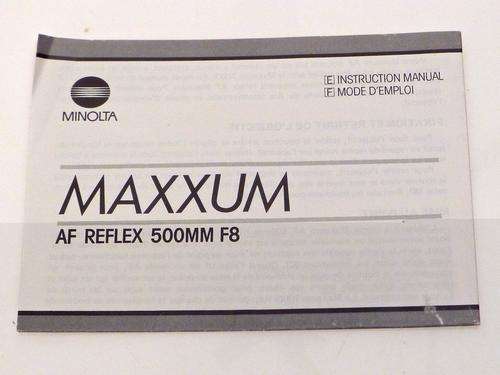 MINOLTA
[E] INSTRUCTION MANUAL
[F] MODE D'EMPLOI
MAXXUM
AF REFLEX 500MM F8